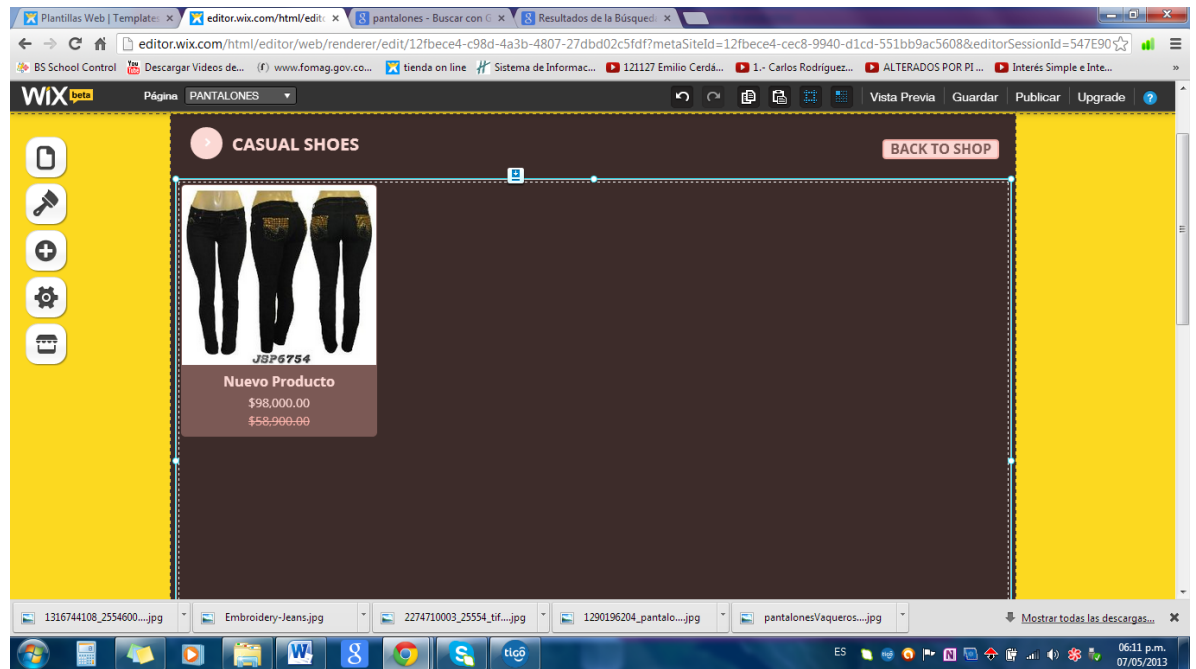 Plantillas Web | Templates
editor.wix.com/html/edito
pantalones - Buscar con G
Resultados de la Búsqueda
editor.wix.com/html/editor/web/renderer/edit/12fbece4-c98d-4a3b-4807-27dbd02c5fdf?metaSiteId=12fbece4-cec8-9940-d1cd-551bb9ac5608&editorSessionId=547E90
BS School Control
Descargar Videos de...
www.fomag.gov.co...
tienda on line
Sistema de Informac...
121127 Emilio Cerdá...
1.- Carlos Rodríguez...
ALTERADOS POR PI ...
Interés Simple e Inte...
»
WiX beta
Página
PANTALONES
Vista Previa
Guardar
Publicar
Upgrade
?
CASUAL SHOES
BACK TO SHOP
JSP6754
Nuevo Producto
$98,000.00
$58,900.00
1316744108_2554600....jpg
Embroidery-Jeans.jpg
2274710003_25554_tif....jpg
1290196204_pantalo....jpg
pantalonesVaqueros....jpg
Mostrar todas las descargas...
tigo
ES
06:11 p.m.
07/05/2013